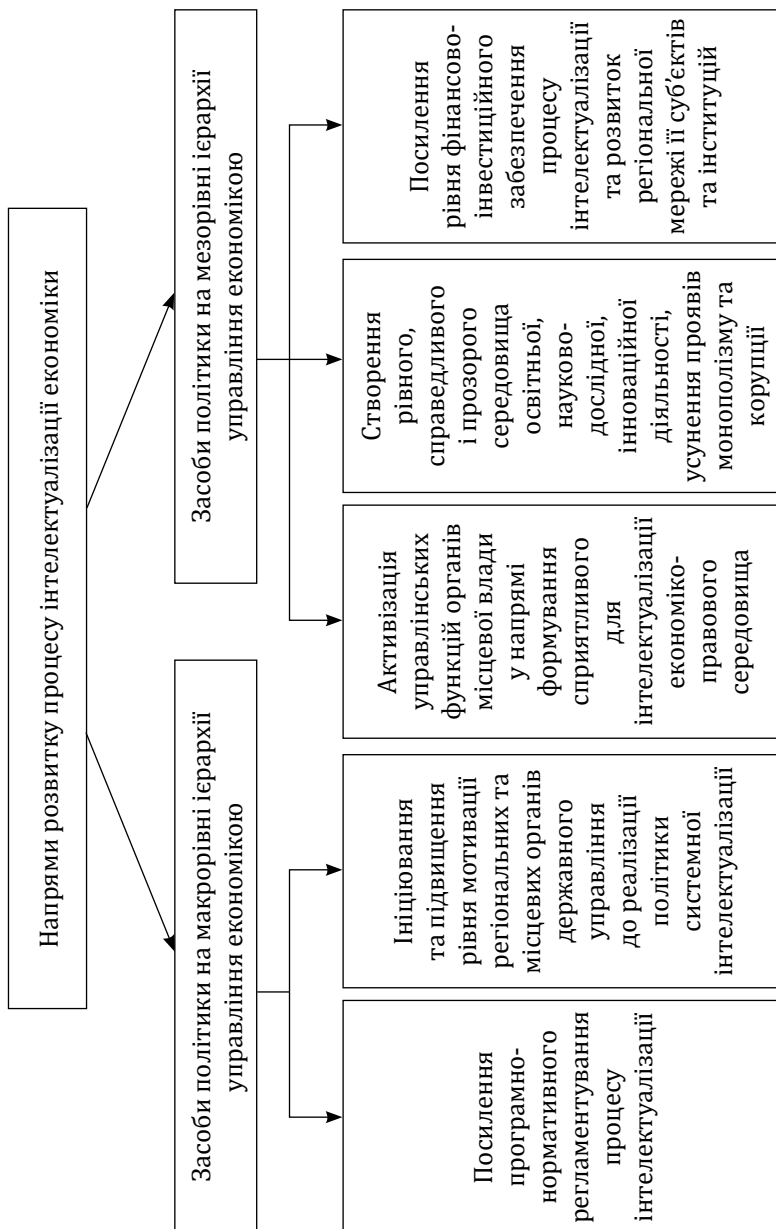 Напрями розвитку процесу інтелектуалізації економіки
Засоби політики на макрорівні ієрархії
управління економікою
Засоби політики на мезорівні ієрархії
управління економікою
Посилення
програмно-
нормативного
регламентування
процесу
інтелектуалізації
Ініціювання
та підвищення
рівня мотивації
регіональних та
місцевих органів
державного
управління
до реалізації
політики
системної
інтелектуалізації
Активізація
управлінських
функцій органів
місцевої влади
у напрямі
формування
сприятливого
для
інтелектуалізації
економіко-
правового
середовища
Створення
рівного,
справедливого
і прозорого
середовища
освітньої,
науково-
дослідної,
інноваційної
діяльності,
усунення проявів
монополізму та
корупції
Посилення
рівня фінансово-
інвестиційного
забезпечення
процесу
інтелектуалізації
та розвиток
регіональної
мережі її суб’єктів
та інституцій